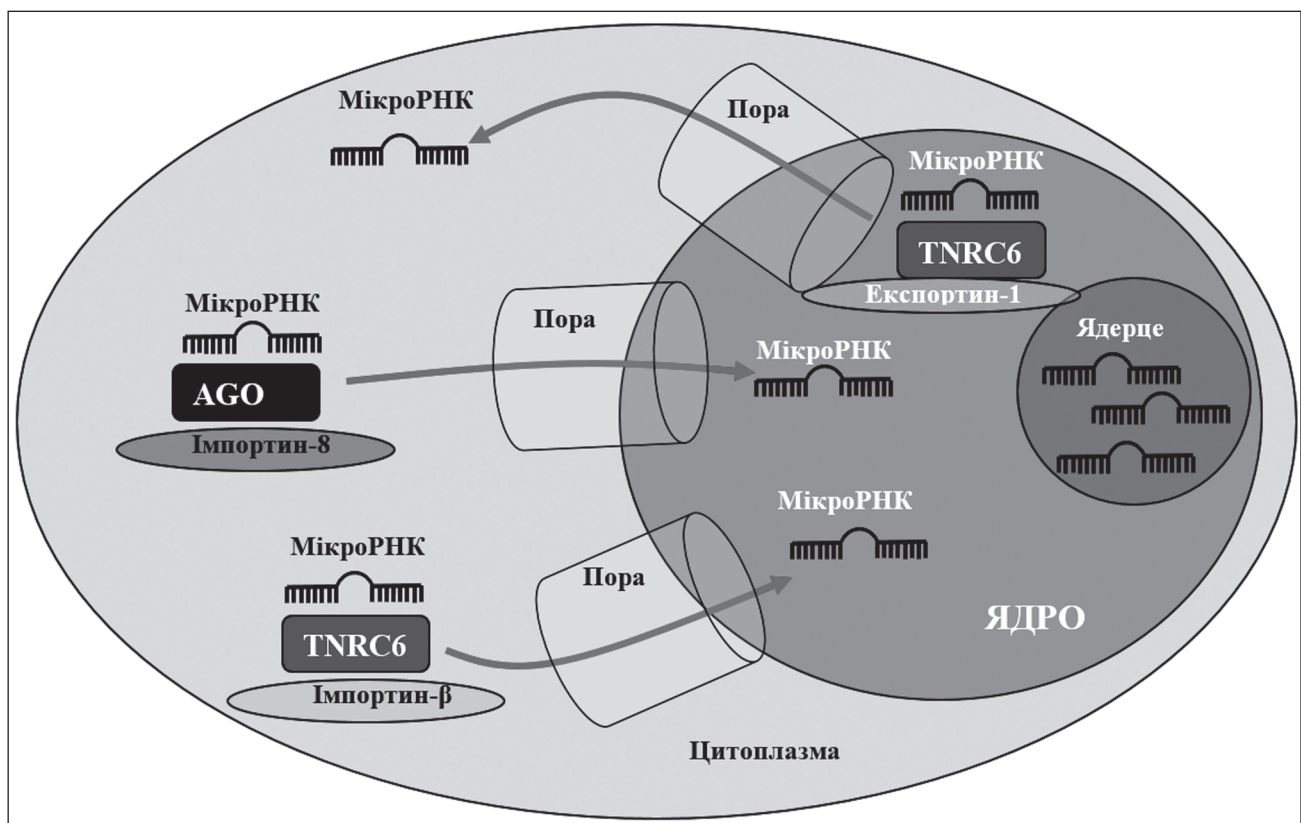 МікроРНК
Пора
МікроРНК
TNRC6
Експортин-1
МікроРНК
AGO
Імпортин-8
Пора
МікроРНК
Ядерце
МікроРНК
TNRC6
Імпортин-β
Пора
МікроРНК
ЯДРО
Цитоплазма